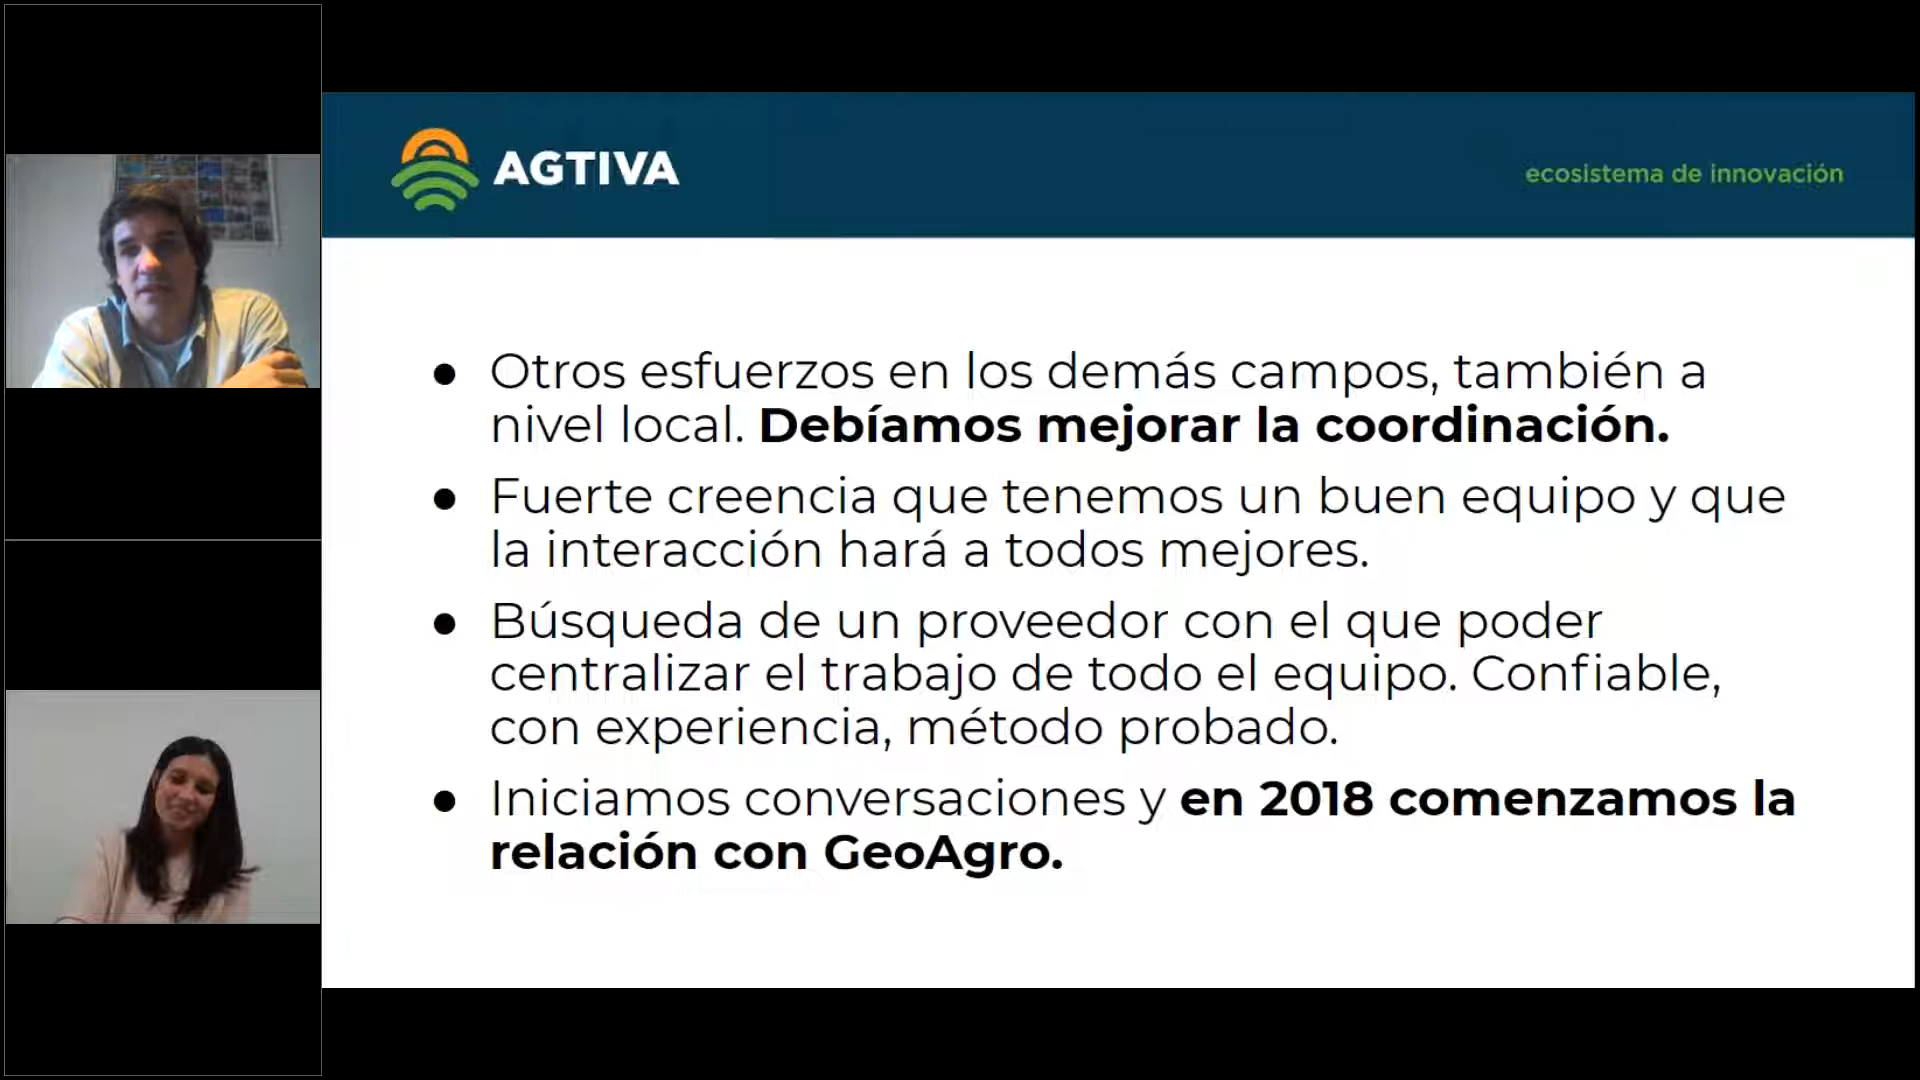 AGTIVA
ecosistema de innovación
● Otros esfuerzos en los demás campos, también a
nivel local. Debíamos mejorar la coordinación.
● Fuerte creencia que tenemos un buen equipo y que
la interacción hará a todos mejores.
● Búsqueda de un proveedor con el que poder
centralizar el trabajo de todo el equipo. Confiable,
con experiencia, método probado.
● Iniciamos conversaciones y en 2018 comenzamos la
relación con GeoAgro.